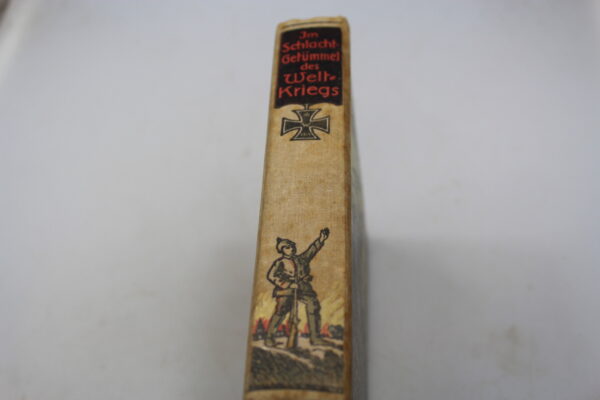 Im
Schlacht-
Getümmel
des
Welt-
Kriegs